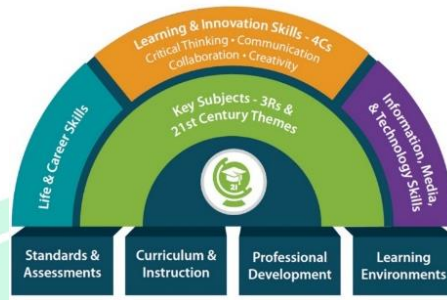 Learning & Innovation Skills - 4Cs
Critical Thinking • Communication
Collaboration • Creativity
Life & Career Skills
Key Subjects - 3Rs &
21st Century Themes
Information, Media,
& Technology Skills
21
Standards &
Assessments
Curriculum &
Instruction
Professional
Development
Learning
Environments